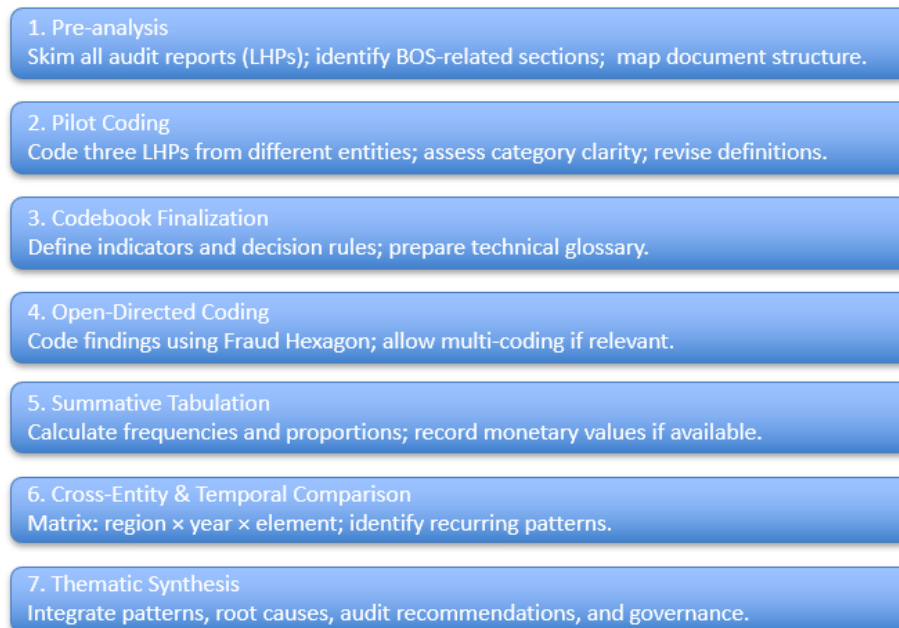 1. Pre-analysis
Skim all audit reports (LHPs); identify BOS-related sections;  map document structure.
2. Pilot Coding
Code three LHPs from different entities; assess category clarity; revise definitions.
3. Codebook Finalization
Define indicators and decision rules; prepare technical glossary.
4. Open-Directed Coding
Code findings using Fraud Hexagon; allow multi-coding if relevant.
5. Summative Tabulation
Calculate frequencies and proportions; record monetary values if available.
6. Cross-Entity & Temporal Comparison
Matrix: region × year × element; identify recurring patterns.
7. Thematic Synthesis
Integrate patterns, root causes, audit recommendations, and governance.